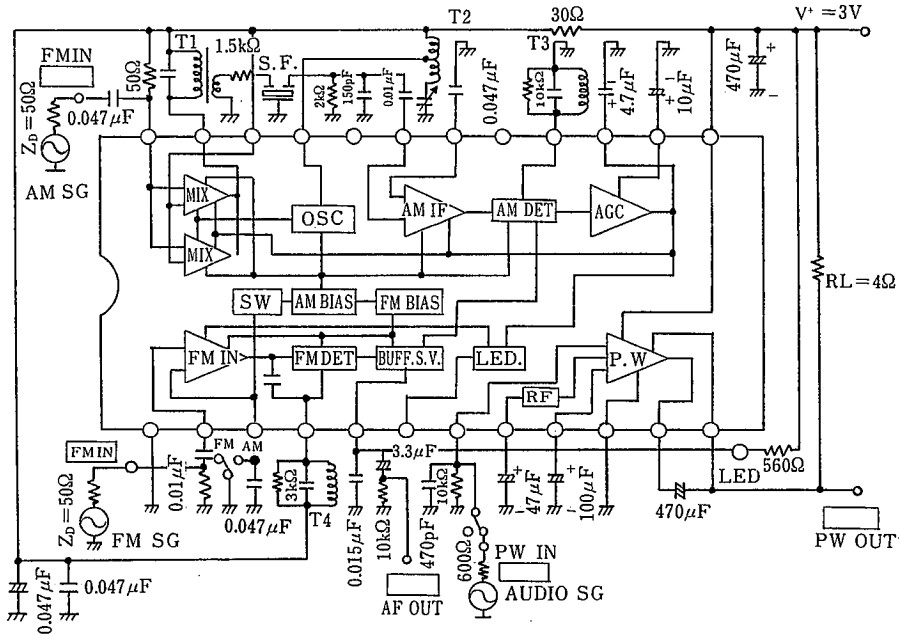 T2
30Ω
V⁺ =3V
FMIN
T1
1.5kΩ
S.F.
T3
50Ω
2kΩ
150pF
0.01µF
0.047µF
10kΩ
4.7µF
10µF
470µF
+
-
Z_D=50Ω
0.047µF
AM SG
MIX
MIX
OSC
AM IF
AM DET
AGC
SW
AM BIAS
FM BIAS
RL=4Ω
FM IN
FM DET
BUFF.S.V.
LED.
P.W
RF
FMIN
FM
AM
3.3µF
LED
560Ω
Z_D=50Ω
0.01µF
0.047µF
3kΩ
T4
0.015µF
10kΩ
470pF
10kΩ
47µF
100µF
470µF
FM SG
600Ω
PW IN
PW OUT
0.047µF
0.047µF
AF OUT
AUDIO SG